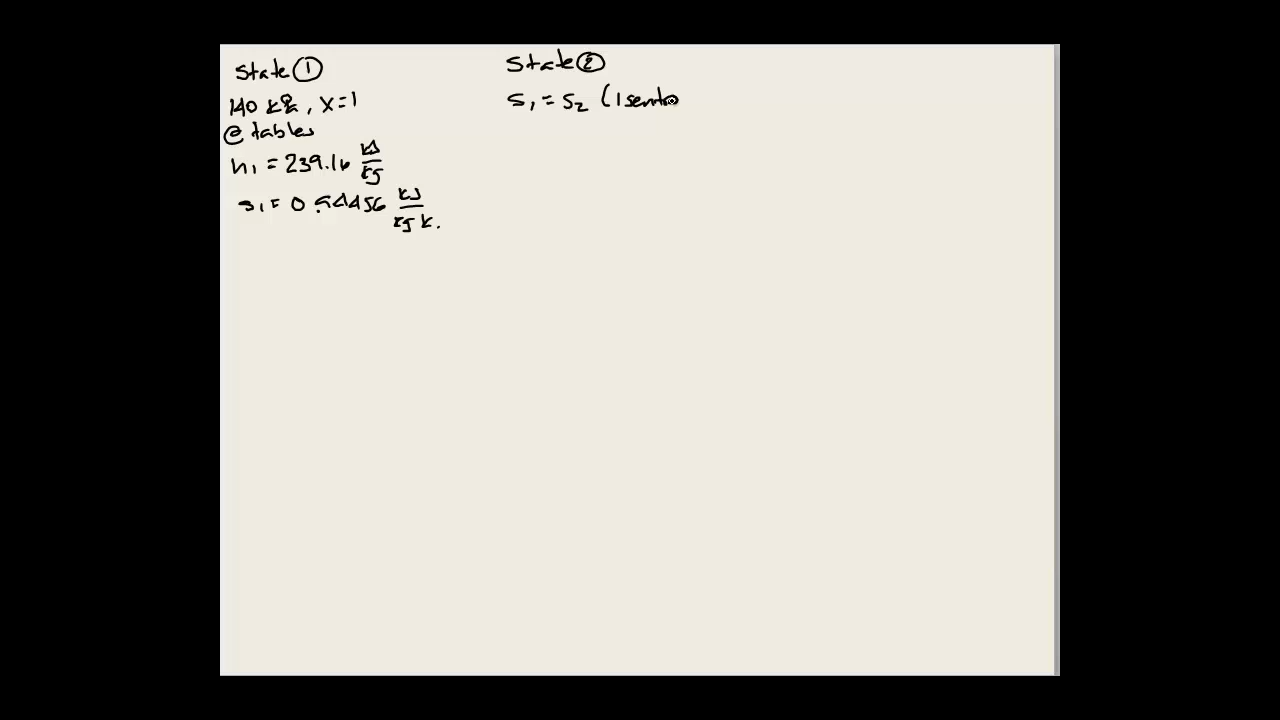 State ①
140 kPa, x=1
@ tables
h₁ = 239.16 kJ/kg
s₁ = 0.94456 kJ/kg K.
State ②
s₁ = s₂ (isentro